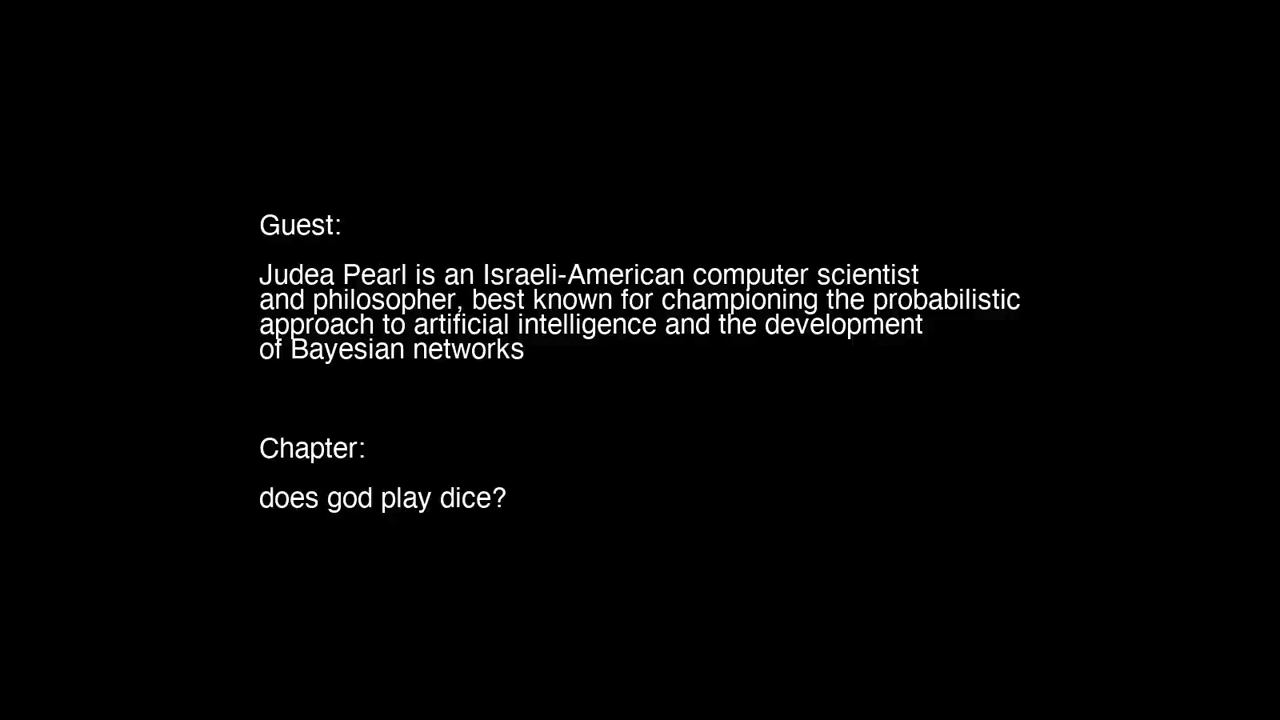 Guest:
Judea Pearl is an Israeli-American computer scientist
and philosopher, best known for championing the probabilistic
approach to artificial intelligence and the development
of Bayesian networks
Chapter:
does god play dice?